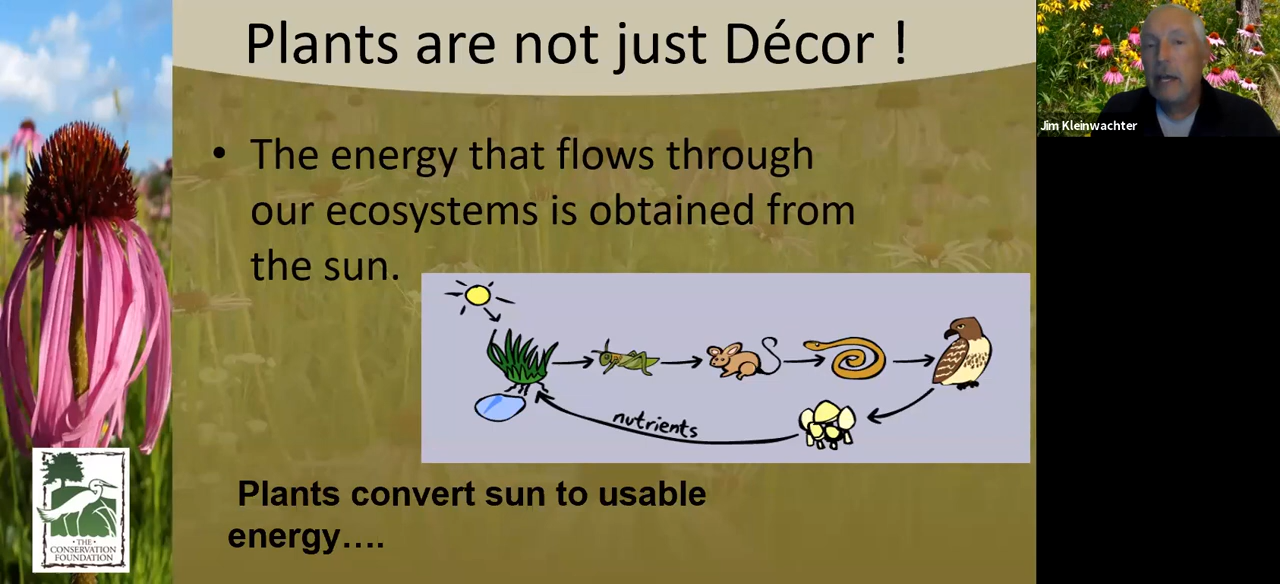 Plants are not just Décor !
Jim Kleinwachter
• The energy that flows through
our ecosystems is obtained from
the sun.
nutrients
Plants convert sun to usable
energy….
• THE •
CONSERVATION
FOUNDATION